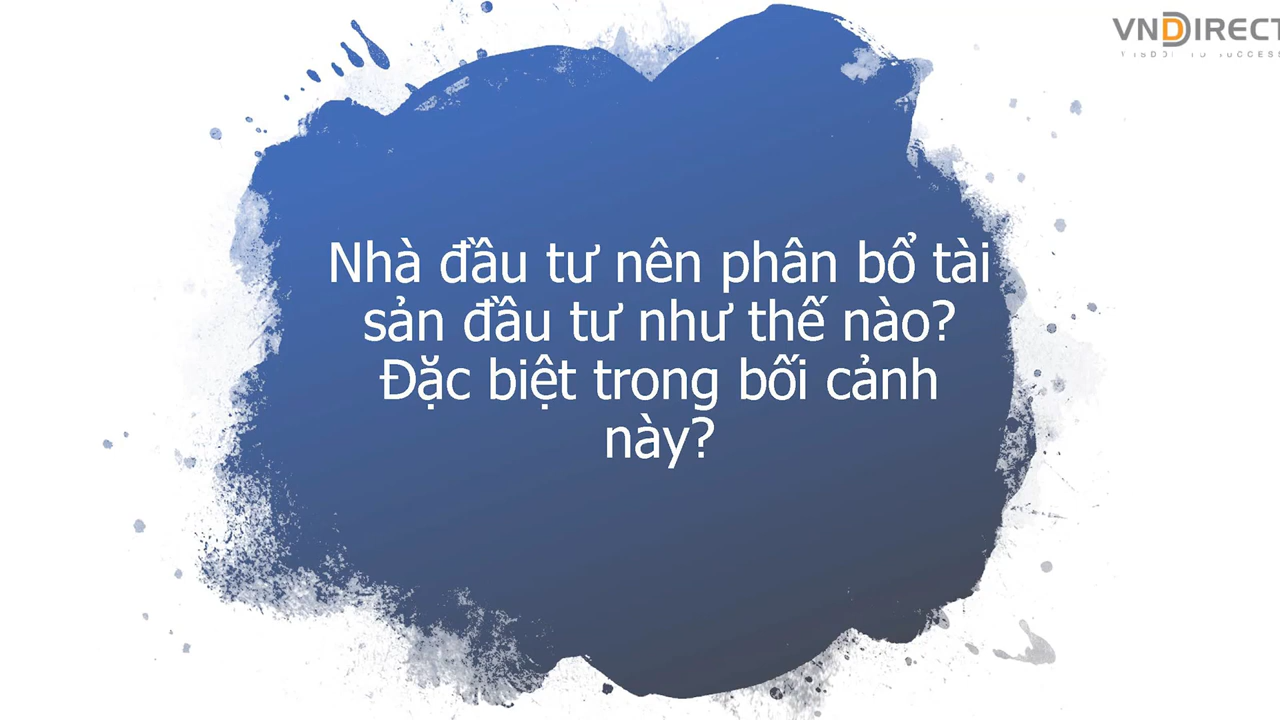 VNDIRECT
Nhà đầu tư nên phân bổ tài
sản đầu tư như thế nào?
Đặc biệt trong bối cảnh
này?